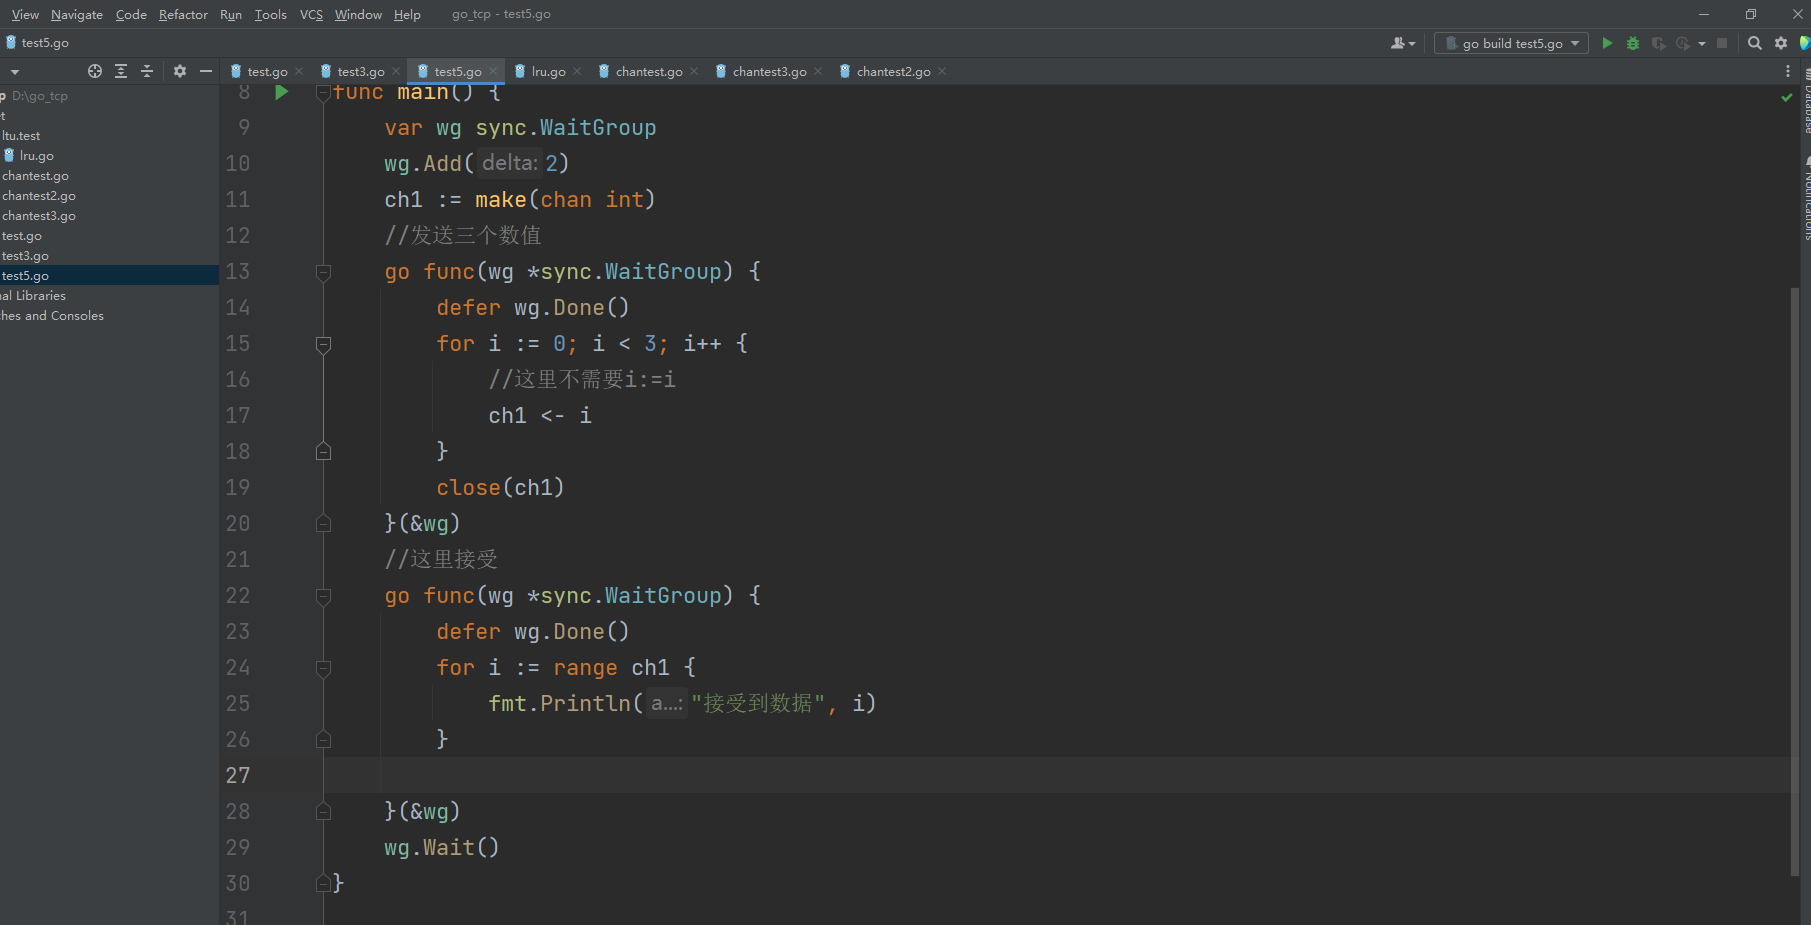 View Navigate Code Refactor Run Tools VCS Window Help go_tcp - test5.go
test5.go
go build test5.go
test.go test3.go test5.go lru.go chantest.go chantest3.go chantest2.go
p D:\go_tcp
et
ltu.test
lru.go
chantest.go
chantest2.go
chantest3.go
test.go
test3.go
test5.go
nal Libraries
ches and Consoles
8 func main() {
9 var wg sync.WaitGroup
10 wg.Add( delta: 2)
11 ch1 := make(chan int)
12 //发送三个数值
13 go func(wg *sync.WaitGroup) {
14 defer wg.Done()
15 for i := 0; i < 3; i++ {
16 //这里不需要i:=i
17 ch1 <- i
18 }
19 close(ch1)
20 }(&wg)
21 //这里接受
22 go func(wg *sync.WaitGroup) {
23 defer wg.Done()
24 for i := range ch1 {
25 fmt.Println( a...: "接受到数据", i)
26 }
27
28 }(&wg)
29 wg.Wait()
30 }
31
Database
Notifications